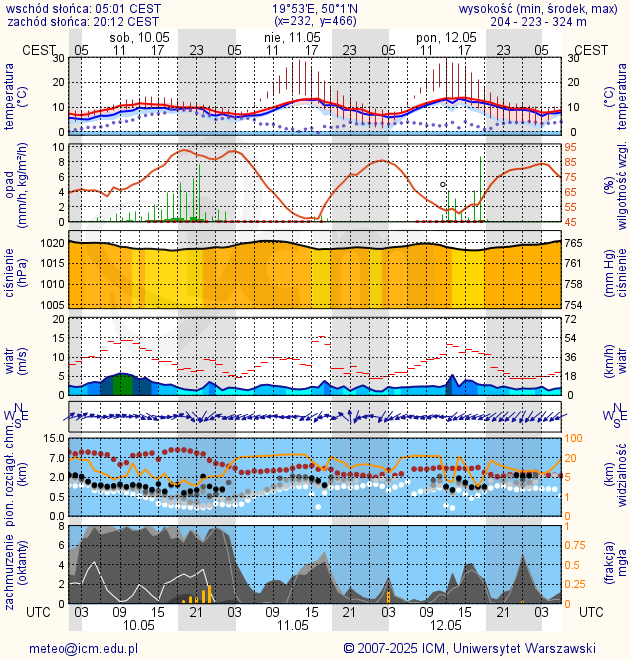 wschód słońca: 05:01 CEST 19°53'E, 50°1'N wysokość (min, środek, max)
zachód słońca: 20:12 CEST (x=232, y=466) 204 - 223 - 324 m
sob, 10.05 nie, 11.05 pon, 12.05
CEST 05 11 17 23 05 11 17 23 05 11 17 23 05 CEST
temperatura (°C) 30 20 10 0 30 20 10 0 (°C) temperatura
opad (mm/h, kg/m²/h) 10 8 6 4 2 0 95 85 75 65 55 45 (%) wilgotność wzgl.
ciśnienie (hPa) 1020 1015 1010 1005 765 761 758 754 (mm Hg) ciśnienie
wiatr (m/s) 20 15 10 5 0 72 54 36 18 0 (km/h) wiatr
N W E S N W E S
pion. rozciągł. chm. (km) 15.0 7.0 2.0 0.5 0.0 100 20 5 1 0 (km) widzialność
zachmurzenie (oktanty) 8 6 4 2 0 1 0.75 0.5 0.25 0 (frakcja) mgła
UTC 03 09 15 21 03 09 15 21 03 09 15 21 03 UTC
10.05 11.05 12.05
meteo@icm.edu.pl © 2007-2025 ICM, Uniwersytet Warszawski